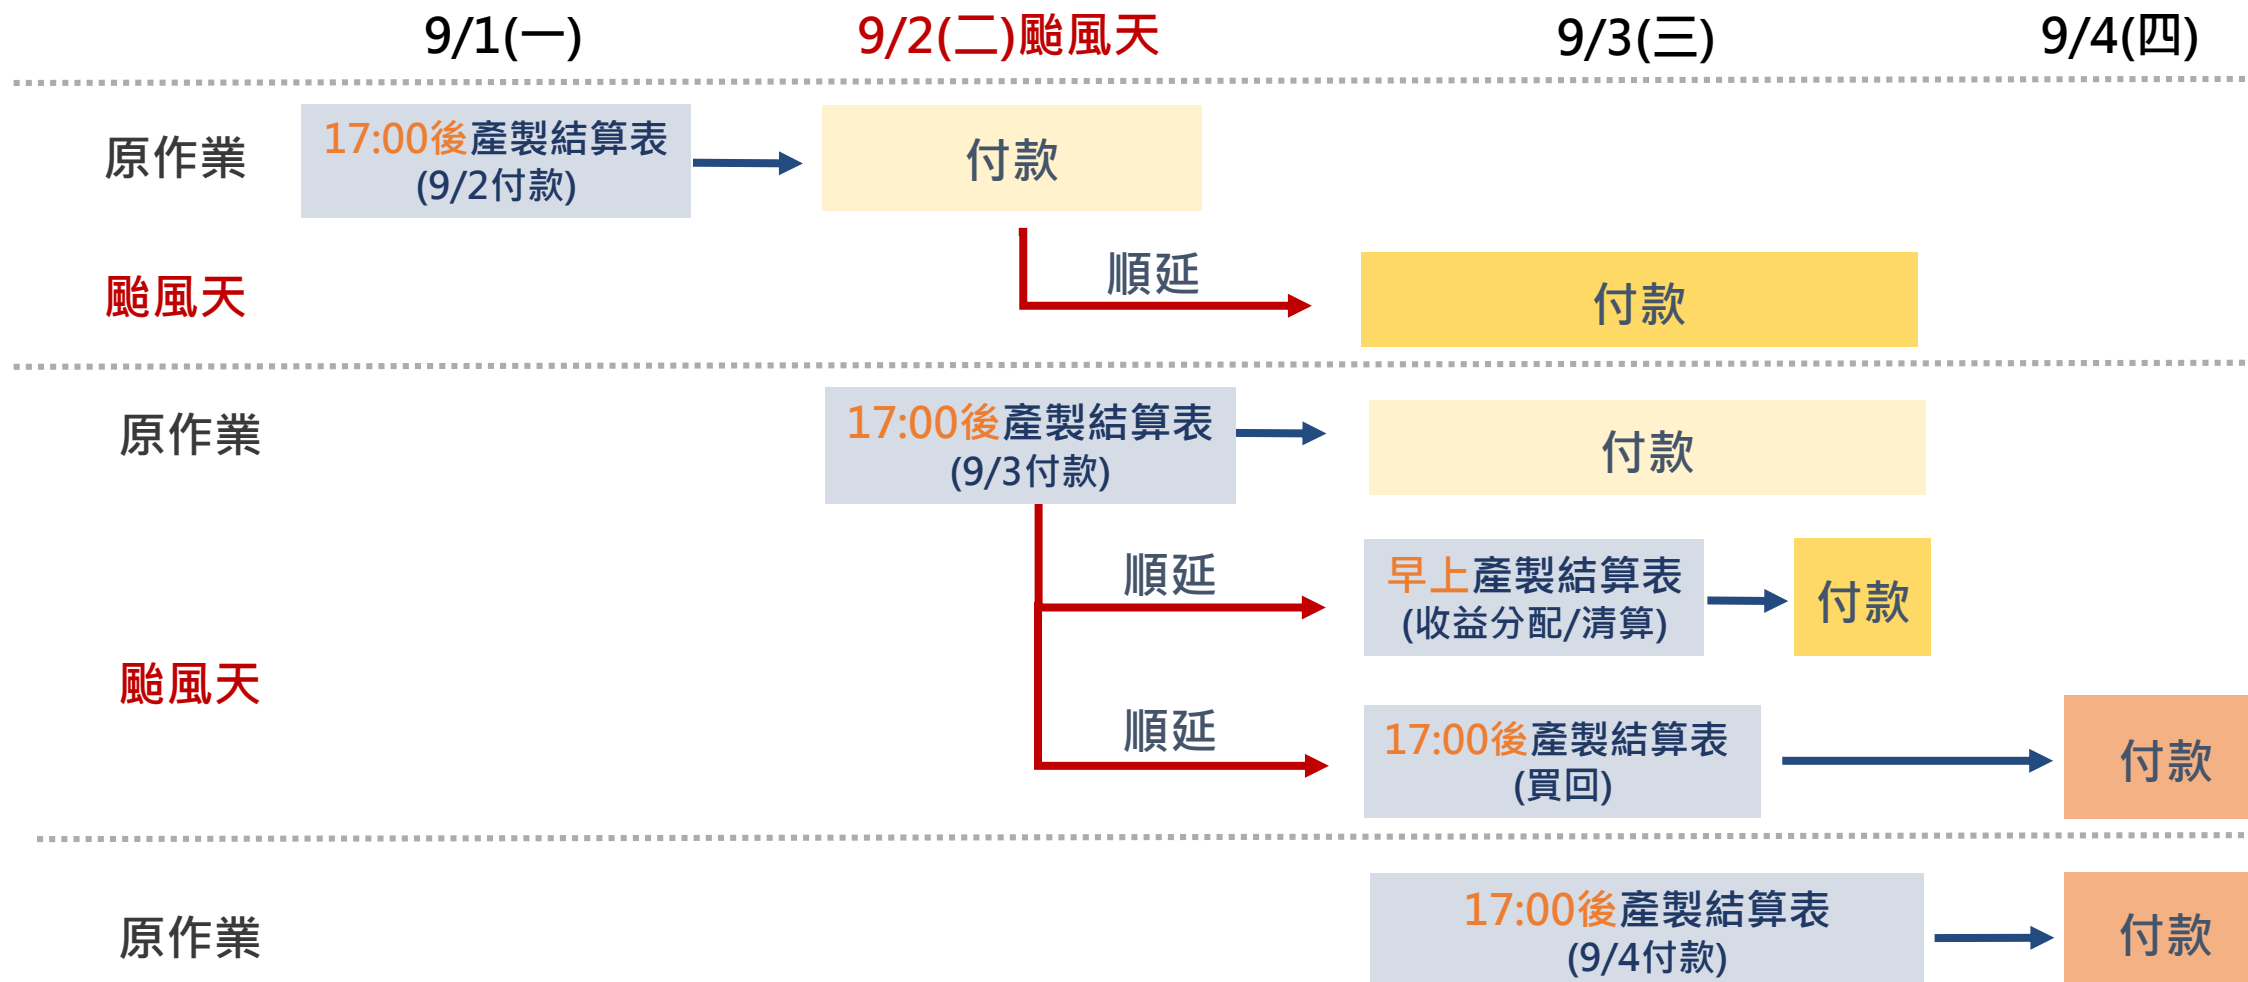 9/1(一)
9/2(二)颱風天
9/3(三)
9/4(四)
原作業
17:00後產製結算表
(9/2付款)
付款
颱風天
順延
付款
原作業
17:00後產製結算表
(9/3付款)
付款
颱風天
順延
早上產製結算表
(收益分配/清算)
付款
順延
17:00後產製結算表
(買回)
付款
原作業
17:00後產製結算表
(9/4付款)
付款